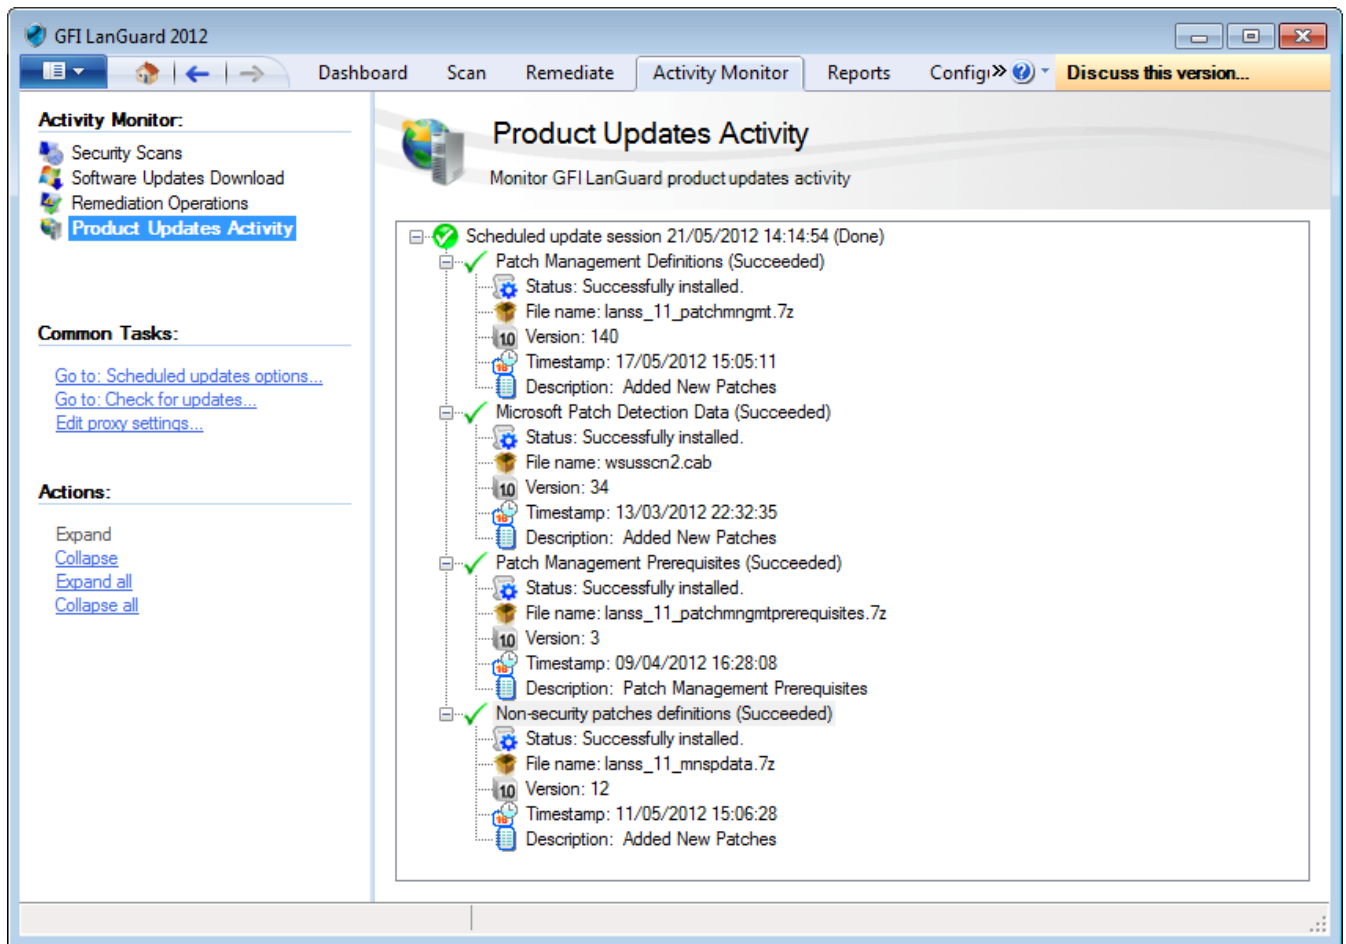 GFI LanGuard 2012
Dashboard Scan Remediate Activity Monitor Reports Config Discuss this version...
Activity Monitor:
Security Scans
Software Updates Download
Remediation Operations
Product Updates Activity
Common Tasks:
Go to: Scheduled updates options...
Go to: Check for updates...
Edit proxy settings...
Actions:
Expand
Collapse
Expand all
Collapse all
Product Updates Activity
Monitor GFI LanGuard product updates activity
Scheduled update session 21/05/2012 14:14:54 (Done)
Patch Management Definitions (Succeeded)
Status: Successfully installed.
File name: lanss_11_patchmngmt.7z
Version: 140
Timestamp: 17/05/2012 15:05:11
Description: Added New Patches
Microsoft Patch Detection Data (Succeeded)
Status: Successfully installed.
File name: wsusscn2.cab
Version: 34
Timestamp: 13/03/2012 22:32:35
Description: Added New Patches
Patch Management Prerequisites (Succeeded)
Status: Successfully installed.
File name: lanss_11_patchmngmtprerequisites.7z
Version: 3
Timestamp: 09/04/2012 16:28:08
Description: Patch Management Prerequisites
Non-security patches definitions (Succeeded)
Status: Successfully installed.
File name: lanss_11_mnspdata.7z
Version: 12
Timestamp: 11/05/2012 15:06:28
Description: Added New Patches